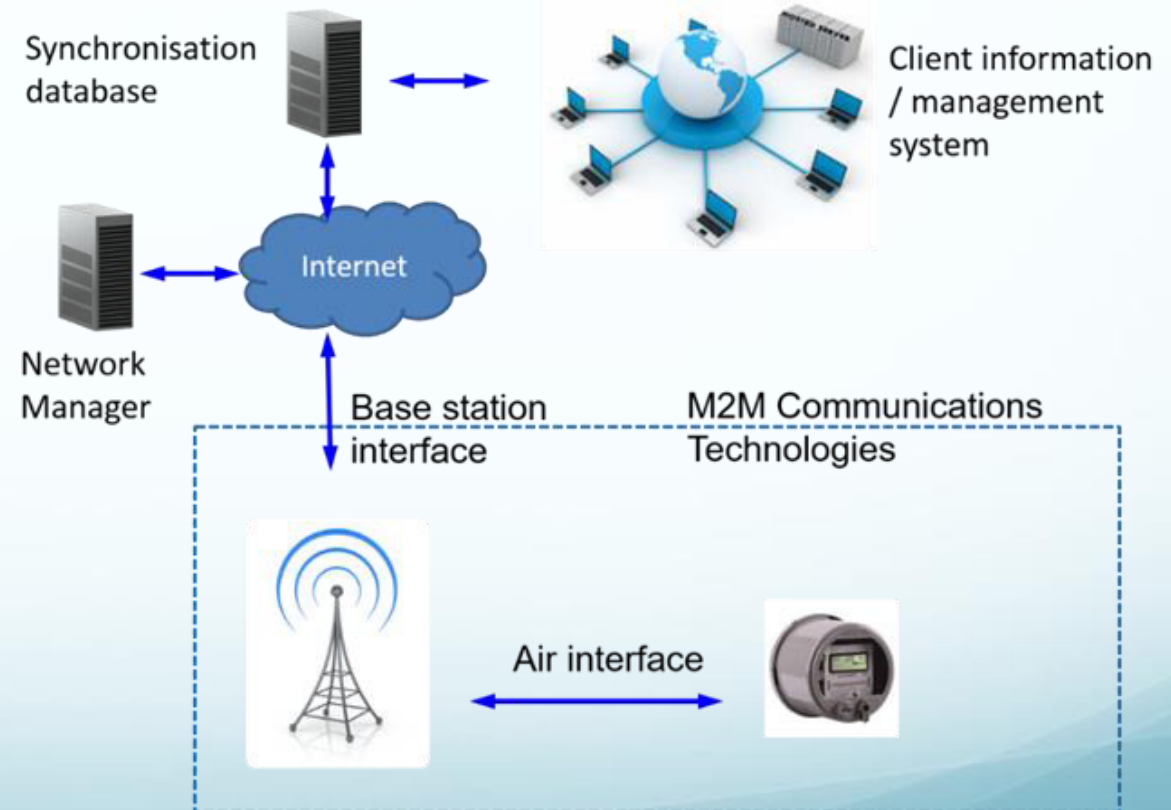 Synchronisation
database
Client information
/ management
system
Internet
Network
Manager
Base station
interface
M2M Communications
Technologies
Air interface